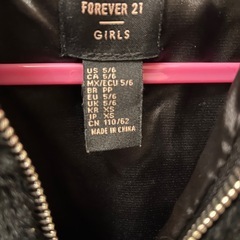 FOREVER 21
GIRLS
US 5/6
CA 5/6
MX/ECU 5/6
BR PP
EU 5/6
UK 5/6
KR XS
JP XS
CN 110/62
MADE IN CHINA